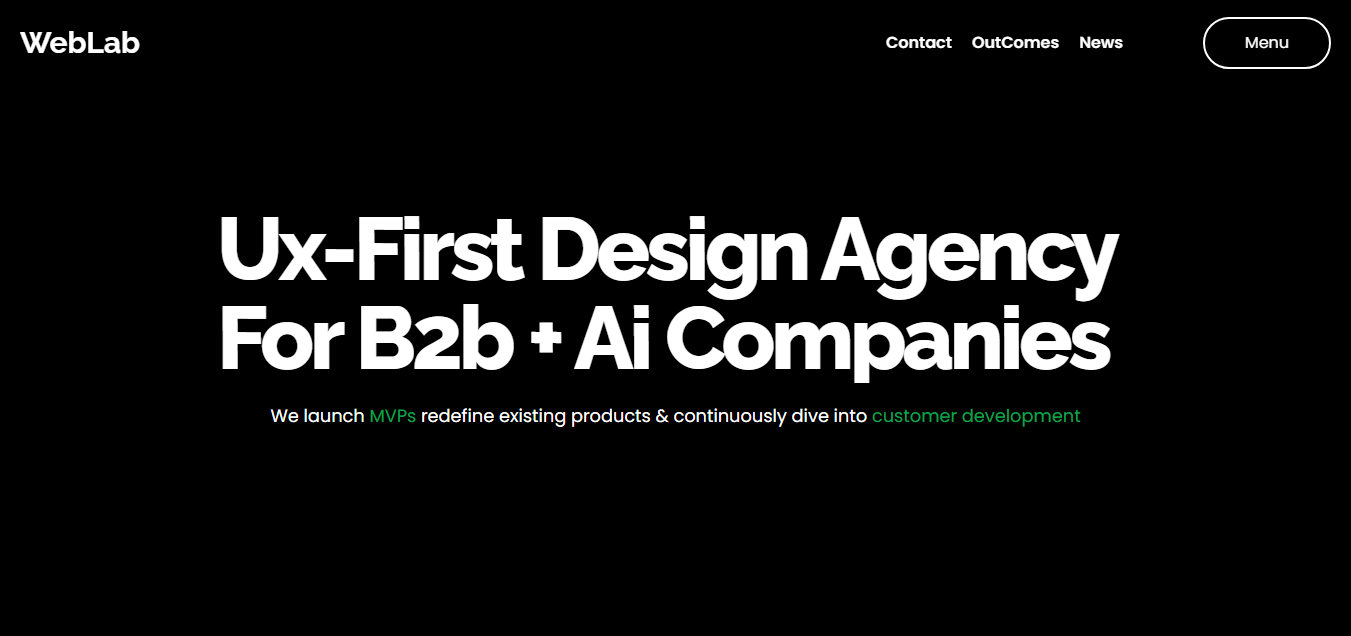 WebLab
Contact OutComes News Menu
Ux-First Design Agency
For B2b + Ai Companies
We launch MVPs redefine existing products & continuously dive into customer development